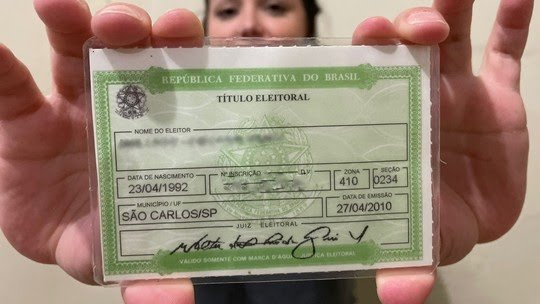 REPÚBLICA FEDERATIVA DO BRASIL
TÍTULO ELEITORAL
NOME DO ELEITOR
DATA DE NASCIMENTO Nº INSCRIÇÃO D.V ZONA SEÇÃO
23/04/1992 410 0234
MUNICÍPIO / UF DATA DE EMISSÃO
SÃO CARLOS/SP 27/04/2010
JUIZ ELEITORAL
VÁLIDO SOMENTE COM MARCA D'ÁGUA JUSTIÇA ELEITORAL